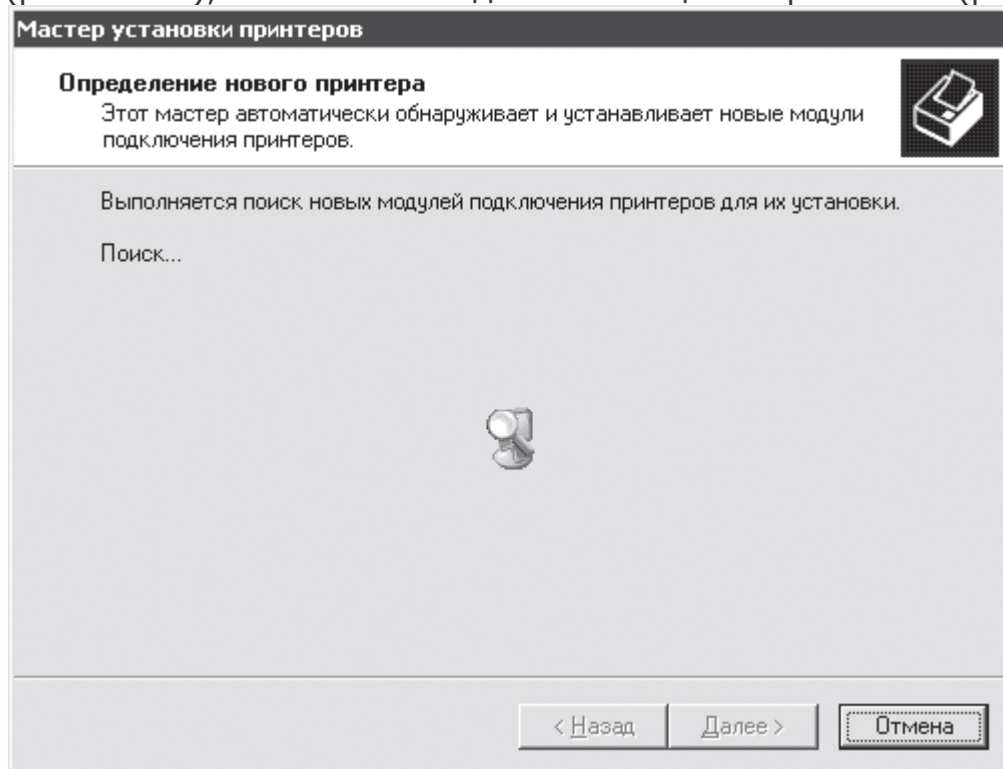 Мастер установки принтеров
Определение нового принтера
Этот мастер автоматически обнаруживает и устанавливает новые модули
подключения принтеров.
Выполняется поиск новых модулей подключения принтеров для их установки.
Поиск...
< Назад
Далее >
Отмена